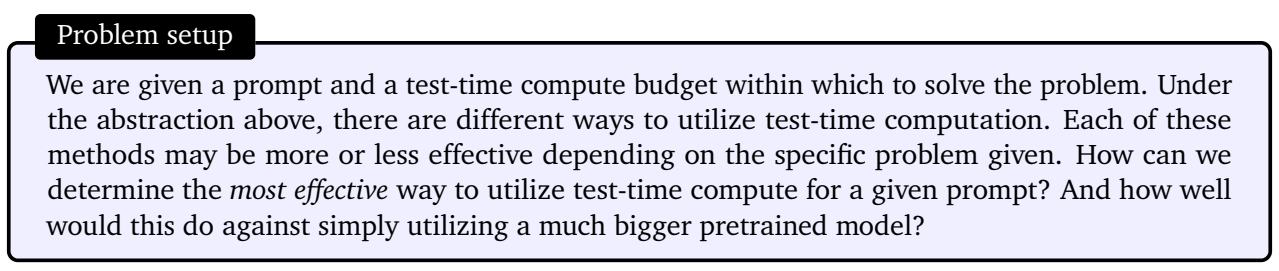 Problem setup
We are given a prompt and a test-time compute budget within which to solve the problem. Under
the abstraction above, there are different ways to utilize test-time computation. Each of these
methods may be more or less effective depending on the specific problem given. How can we
determine the most effective way to utilize test-time compute for a given prompt? And how well
would this do against simply utilizing a much bigger pretrained model?